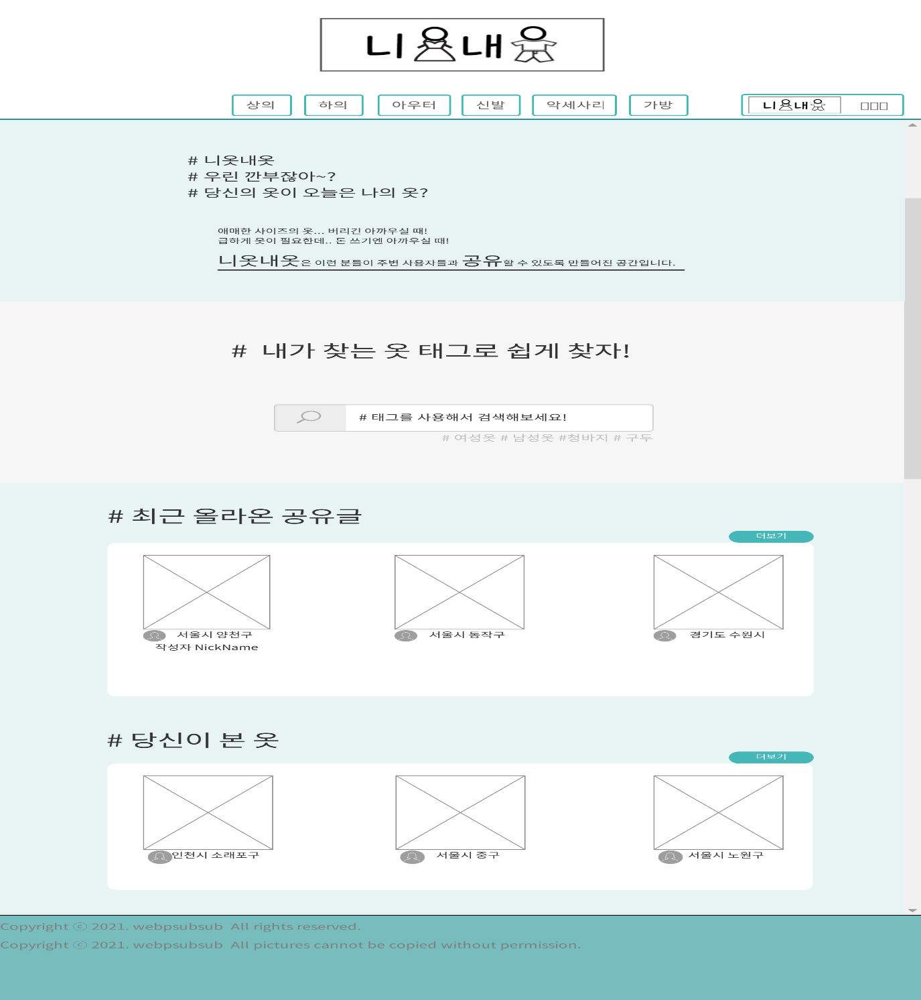 니옷내옷
상의 하의 아우터 신발 악세사리 가방 니옷내옷 □□□
# 니옷내옷
# 우린 깐부잖아~?
# 당신의 옷이 오늘은 나의 옷?
애매한 사이즈의 옷... 버리긴 아까우실 때!
급하게 옷이 필요한데.. 돈 쓰기엔 아까우실 때!
니옷내옷은 이런 분들이 주변 사용자들과 공유할 수 있도록 만들어진 공간입니다.
# 내가 찾는 옷 태그로 쉽게 찾자!
# 태그를 사용해서 검색해보세요!
# 여성옷 # 남성옷 #청바지 # 구두
# 최근 올라온 공유글
더보기
서울시 양천구 서울시 동작구 경기도 수원시
작성자 NickName
# 당신이 본 옷
더보기
인천시 소래포구 서울시 중구 서울시 노원구
Copyright ⓒ 2021. webpsubsub  All rights reserved.
Copyright ⓒ 2021. webpsubsub  All pictures cannot be copied without permission.